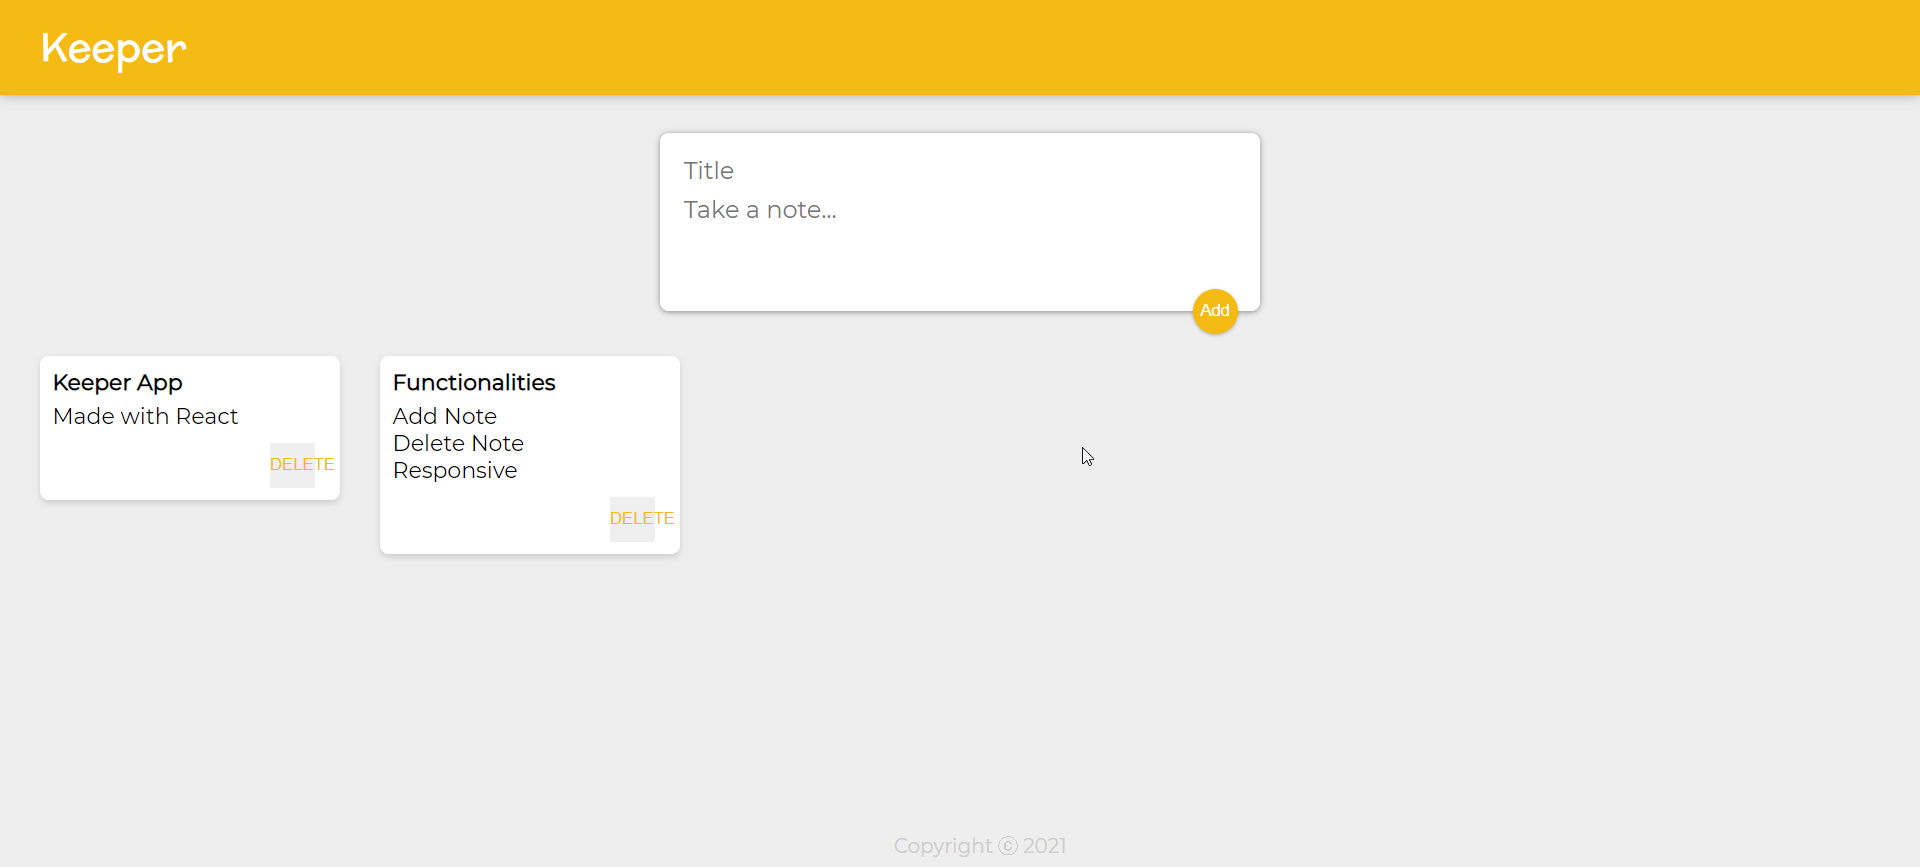 Keeper
Title
Take a note...
Add
Keeper App
Made with React
DELETE
Functionalities
Add Note
Delete Note
Responsive
DELETE
Copyright ⓒ 2021